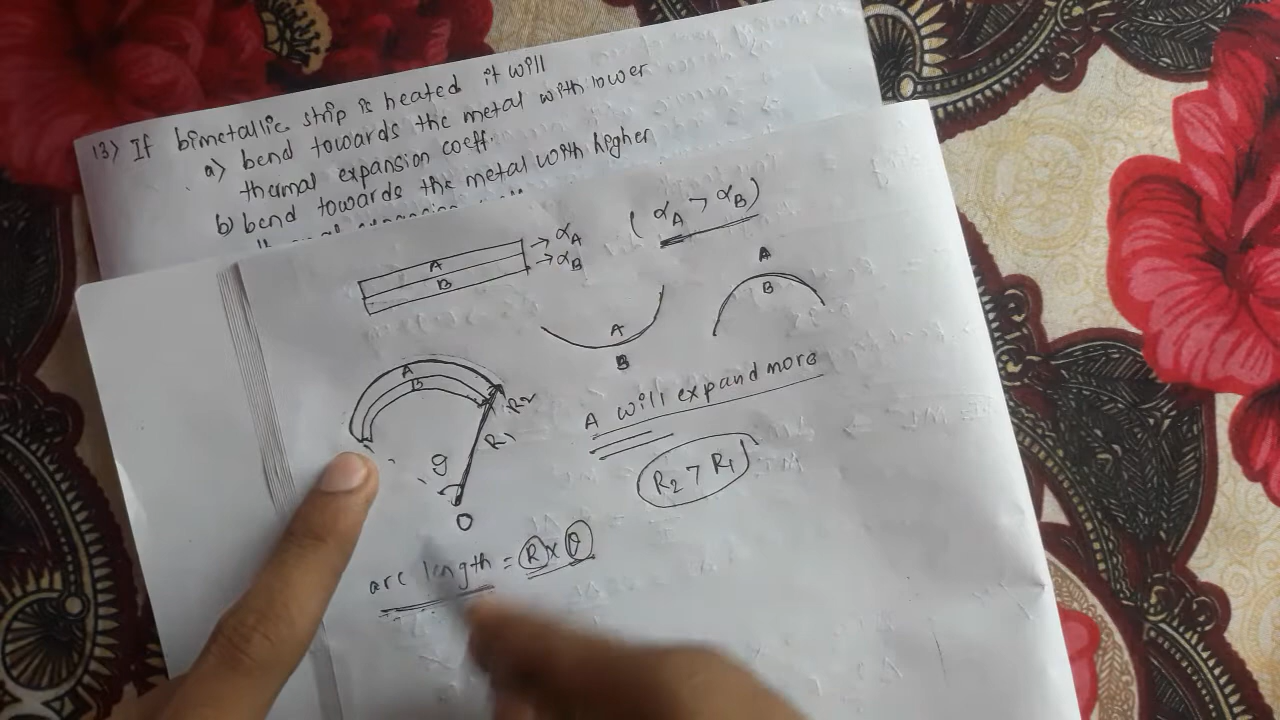 13) If bimetallic strip is heated it will
a) bend towards the metal with lower
thermal expansion coeff.
b) bend towards the metal with higher
A
B
→ αA
→ αB
(αA > αB)
A
B
A
B
A
B
R2
R1
θ
O
A will expand more
R2 > R1
arc length = R × θ